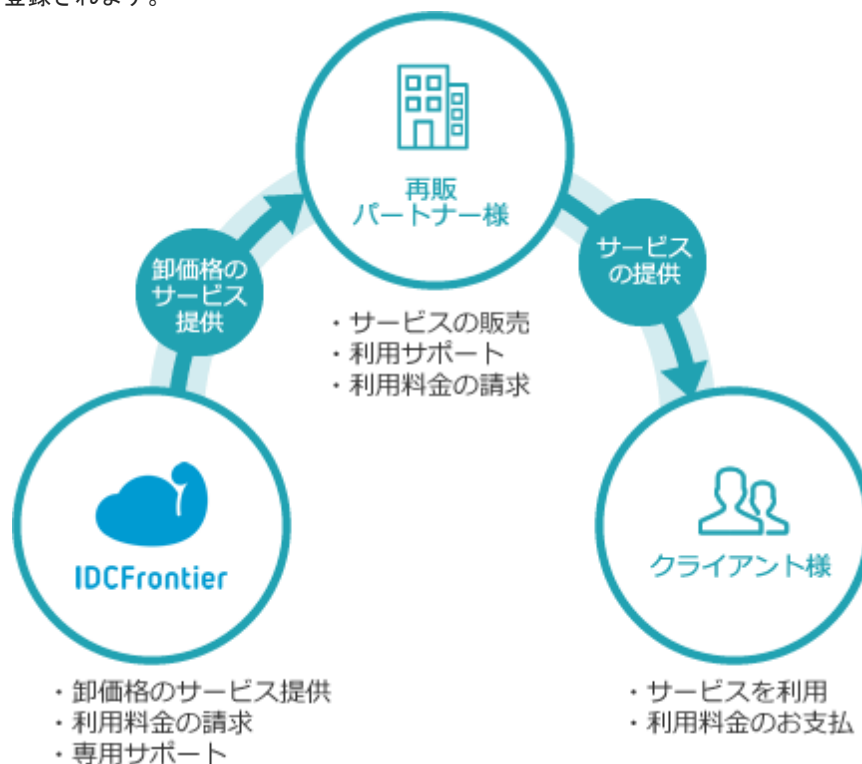 登録されます。
再販
パートナー様
卸価格の
サービス
提供
サービス
の提供
・サービスの販売
・利用サポート
・利用料金の請求
IDCFrontier
クライアント様
・卸価格のサービス提供
・利用料金の請求
・専用サポート
・サービスを利用
・利用料金のお支払